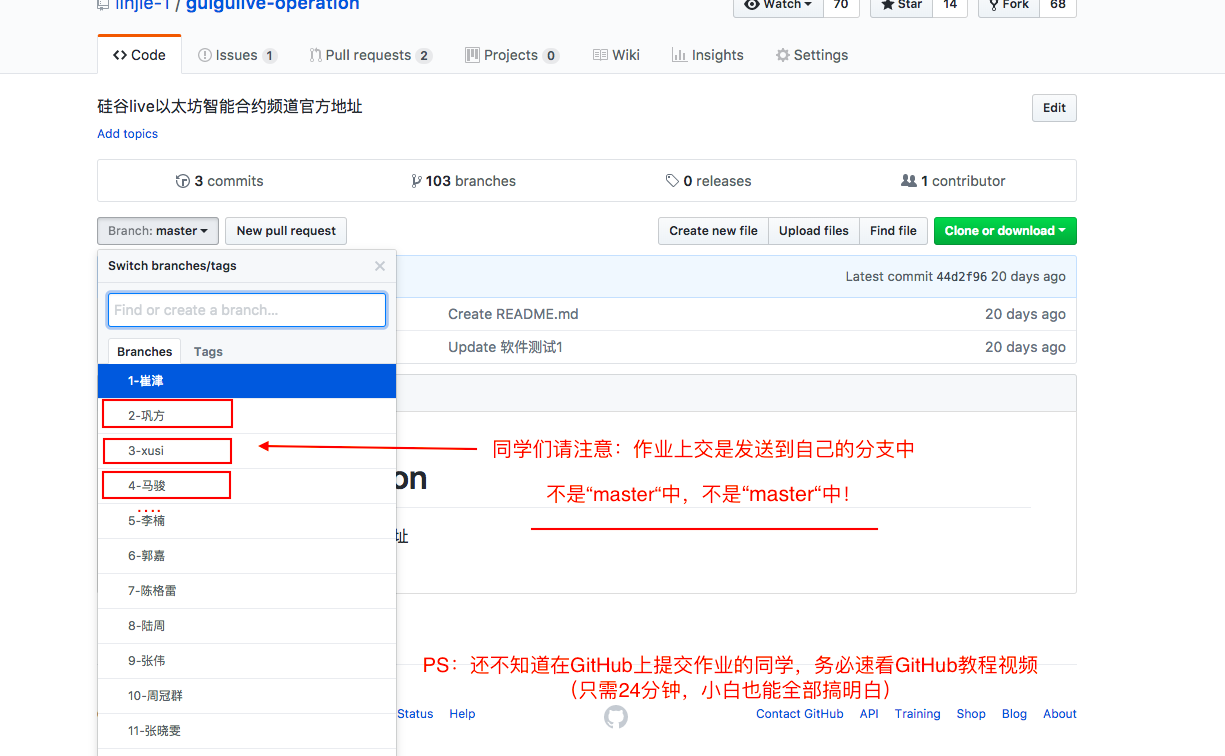 linjie-1 / guigulive-operation
Watch 70 Star 14 Fork 68
Code Issues 1 Pull requests 2 Projects 0 Wiki Insights Settings
硅谷live以太坊智能合约频道官方地址
Edit
Add topics
3 commits 103 branches 0 releases 1 contributor
Branch: master New pull request Create new file Upload files Find file Clone or download
Switch branches/tags
Latest commit 44d2f96 20 days ago
Find or create a branch...
Create README.md 20 days ago
Branches Tags
Update 软件测试1 20 days ago
1-崔津
2-巩方
3-xusi
同学们请注意：作业上交是发送到自己的分支中
4-马骏
on
不是“master“中，不是“master“中！
....
5-李楠
址
6-郭嘉
7-陈格雷
8-陆周
9-张伟
PS：还不知道在GitHub上提交作业的同学，务必速看GitHub教程视频
（只需24分钟，小白也能全部搞明白）
10-周冠群
Status Help Contact GitHub API Training Shop Blog About
11-张晓雯